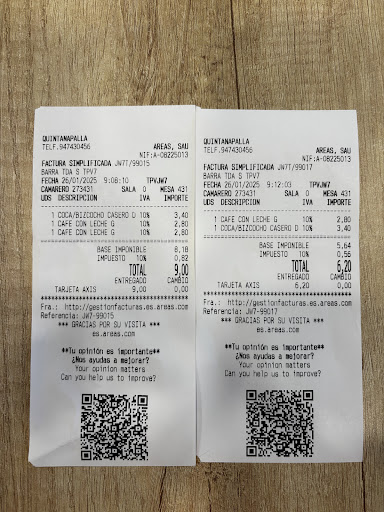 QUINTANAPALLA
TELF.947430456 AREAS, SAU
NIF:A-08225013
FACTURA SIMPLIFICADA JW7T/99015
BARRA TDA S TPV7
FECHA 26/01/2025 9:08:10 TPVJW7
CAMARERO 273431 SALA 0 MESA 431
UDS DESCRIPCION IVA IMPORTE
1 COCA/BIZCOCHO CASERO D 10% 3,40
1 CAFE CON LECHE G 10% 2,80
1 CAFE CON LECHE G 10% 2,80
BASE IMPONIBLE 8,18
IMPUESTO 10% 0,82
TOTAL 9,00
ENTREGADO CAMBIO
TARJETA AXIS 9,00 0,00
Fra.: http://gestionfacturas.es.areas.com
Referencia: JW7-99015
*** GRACIAS POR SU VISITA ***
es.areas.com
**Tu opinión es importante**
¿Nos ayudas a mejorar?
Your opinion matters
Can you help us to improve?
QUINTANAPALLA
TELF.947430456 AREAS, SAU
NIF:A-08225013
FACTURA SIMPLIFICADA JW7T/99017
BARRA TDA S TPV7
FECHA 26/01/2025 9:12:03 TPVJW7
CAMARERO 273431 SALA 0 MESA 431
UDS DESCRIPCION IVA IMPORTE
1 CAFE CON LECHE G 10% 2,80
1 COCA/BIZCOCHO CASERO D 10% 3,40
BASE IMPONIBLE 5,64
IMPUESTO 10% 0,56
TOTAL 6,20
ENTREGADO CAMBIO
TARJETA AXIS 6,20 0,00
Fra.: http://gestionfacturas.es.areas.com
Referencia: JW7-99017
*** GRACIAS POR SU VISITA ***
es.areas.com
**Tu opinión es importante**
¿Nos ayudas a mejorar?
Your opinion matters
Can you help us to improve?